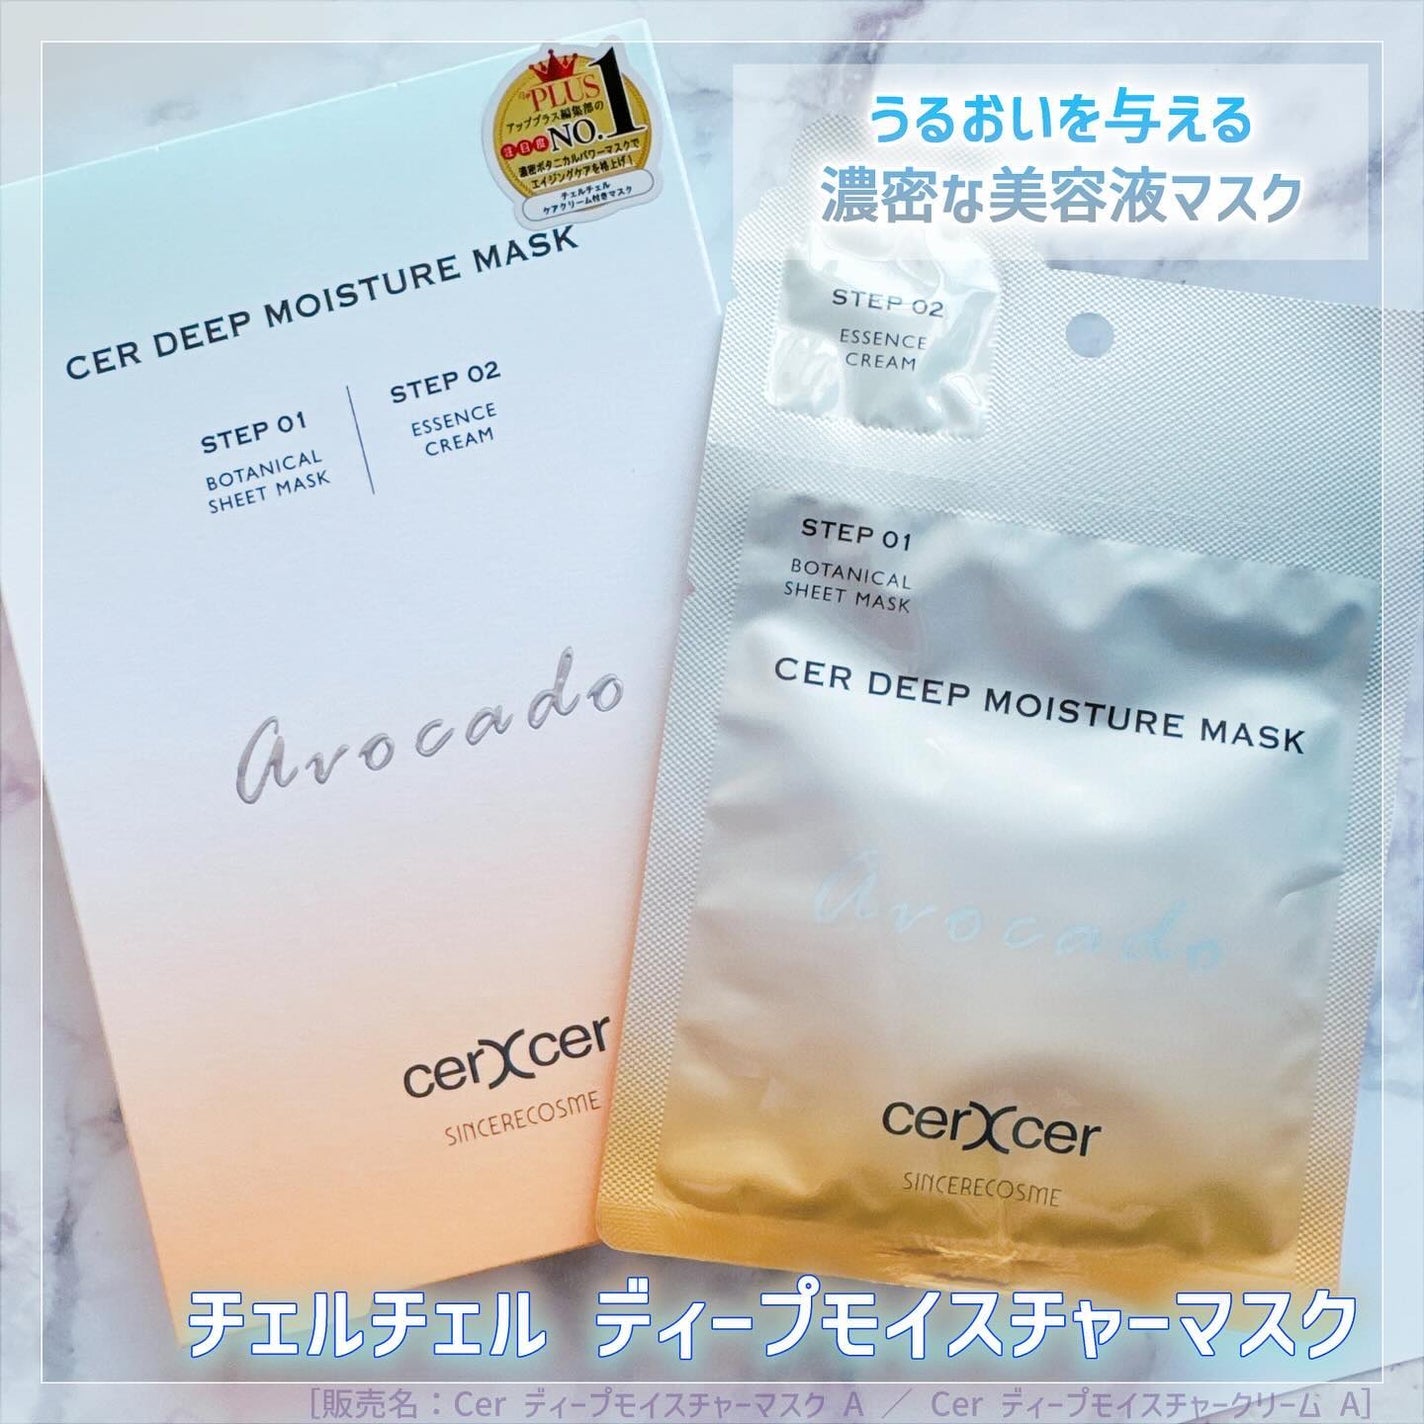 うるおいを与える
濃密な美容液マスク
PLUS
アッププラス編集部の
注目度 NO.1
濃密ボタニカルパワーマスクで
エイジングケアを格上げ!
チェルチェル
ケアクリーム付きマスク
CER DEEP MOISTURE MASK
STEP 01
BOTANICAL
SHEET MASK
STEP 02
ESSENCE
CREAM
Avocado
cerXcer
SINCERECOSME
STEP 02
ESSENCE
CREAM
STEP 01
BOTANICAL
SHEET MASK
CER DEEP MOISTURE MASK
Avocado
cerXcer
SINCERECOSME
チェルチェル ディープモイスチャーマスク
[販売名:Cer ディープモイスチャーマスク A / Cer ディープモイスチャークリーム A]